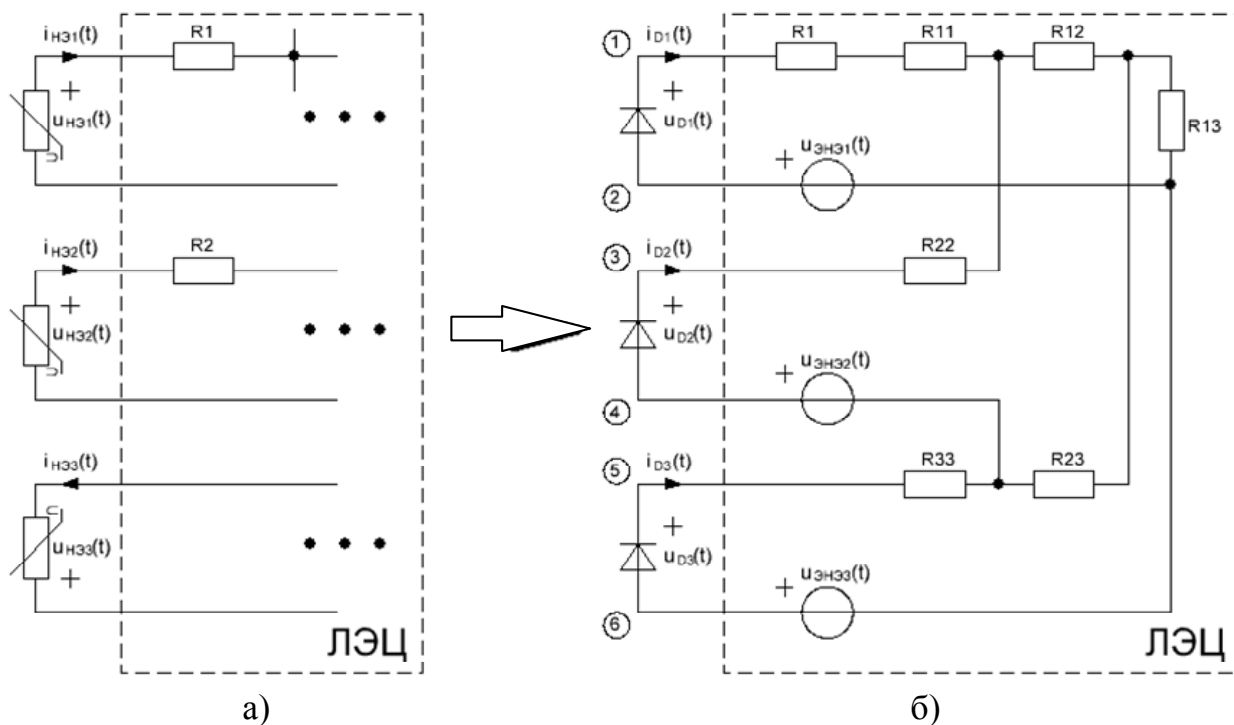 iНЭ1(t)
R1
+
uНЭ1(t)
U
iНЭ2(t)
R2
+
uНЭ2(t)
U
iНЭ3(t)
U
uНЭ3(t)
+
ЛЭЦ
а)
1
iD1(t)
R1
R11
R12
+
uD1(t)
R13
uЭНЭ1(t)
+
2
3
iD2(t)
R22
+
uD2(t)
uЭНЭ2(t)
+
4
5
iD3(t)
R33
R23
+
uD3(t)
uЭНЭ3(t)
+
6
ЛЭЦ
б)